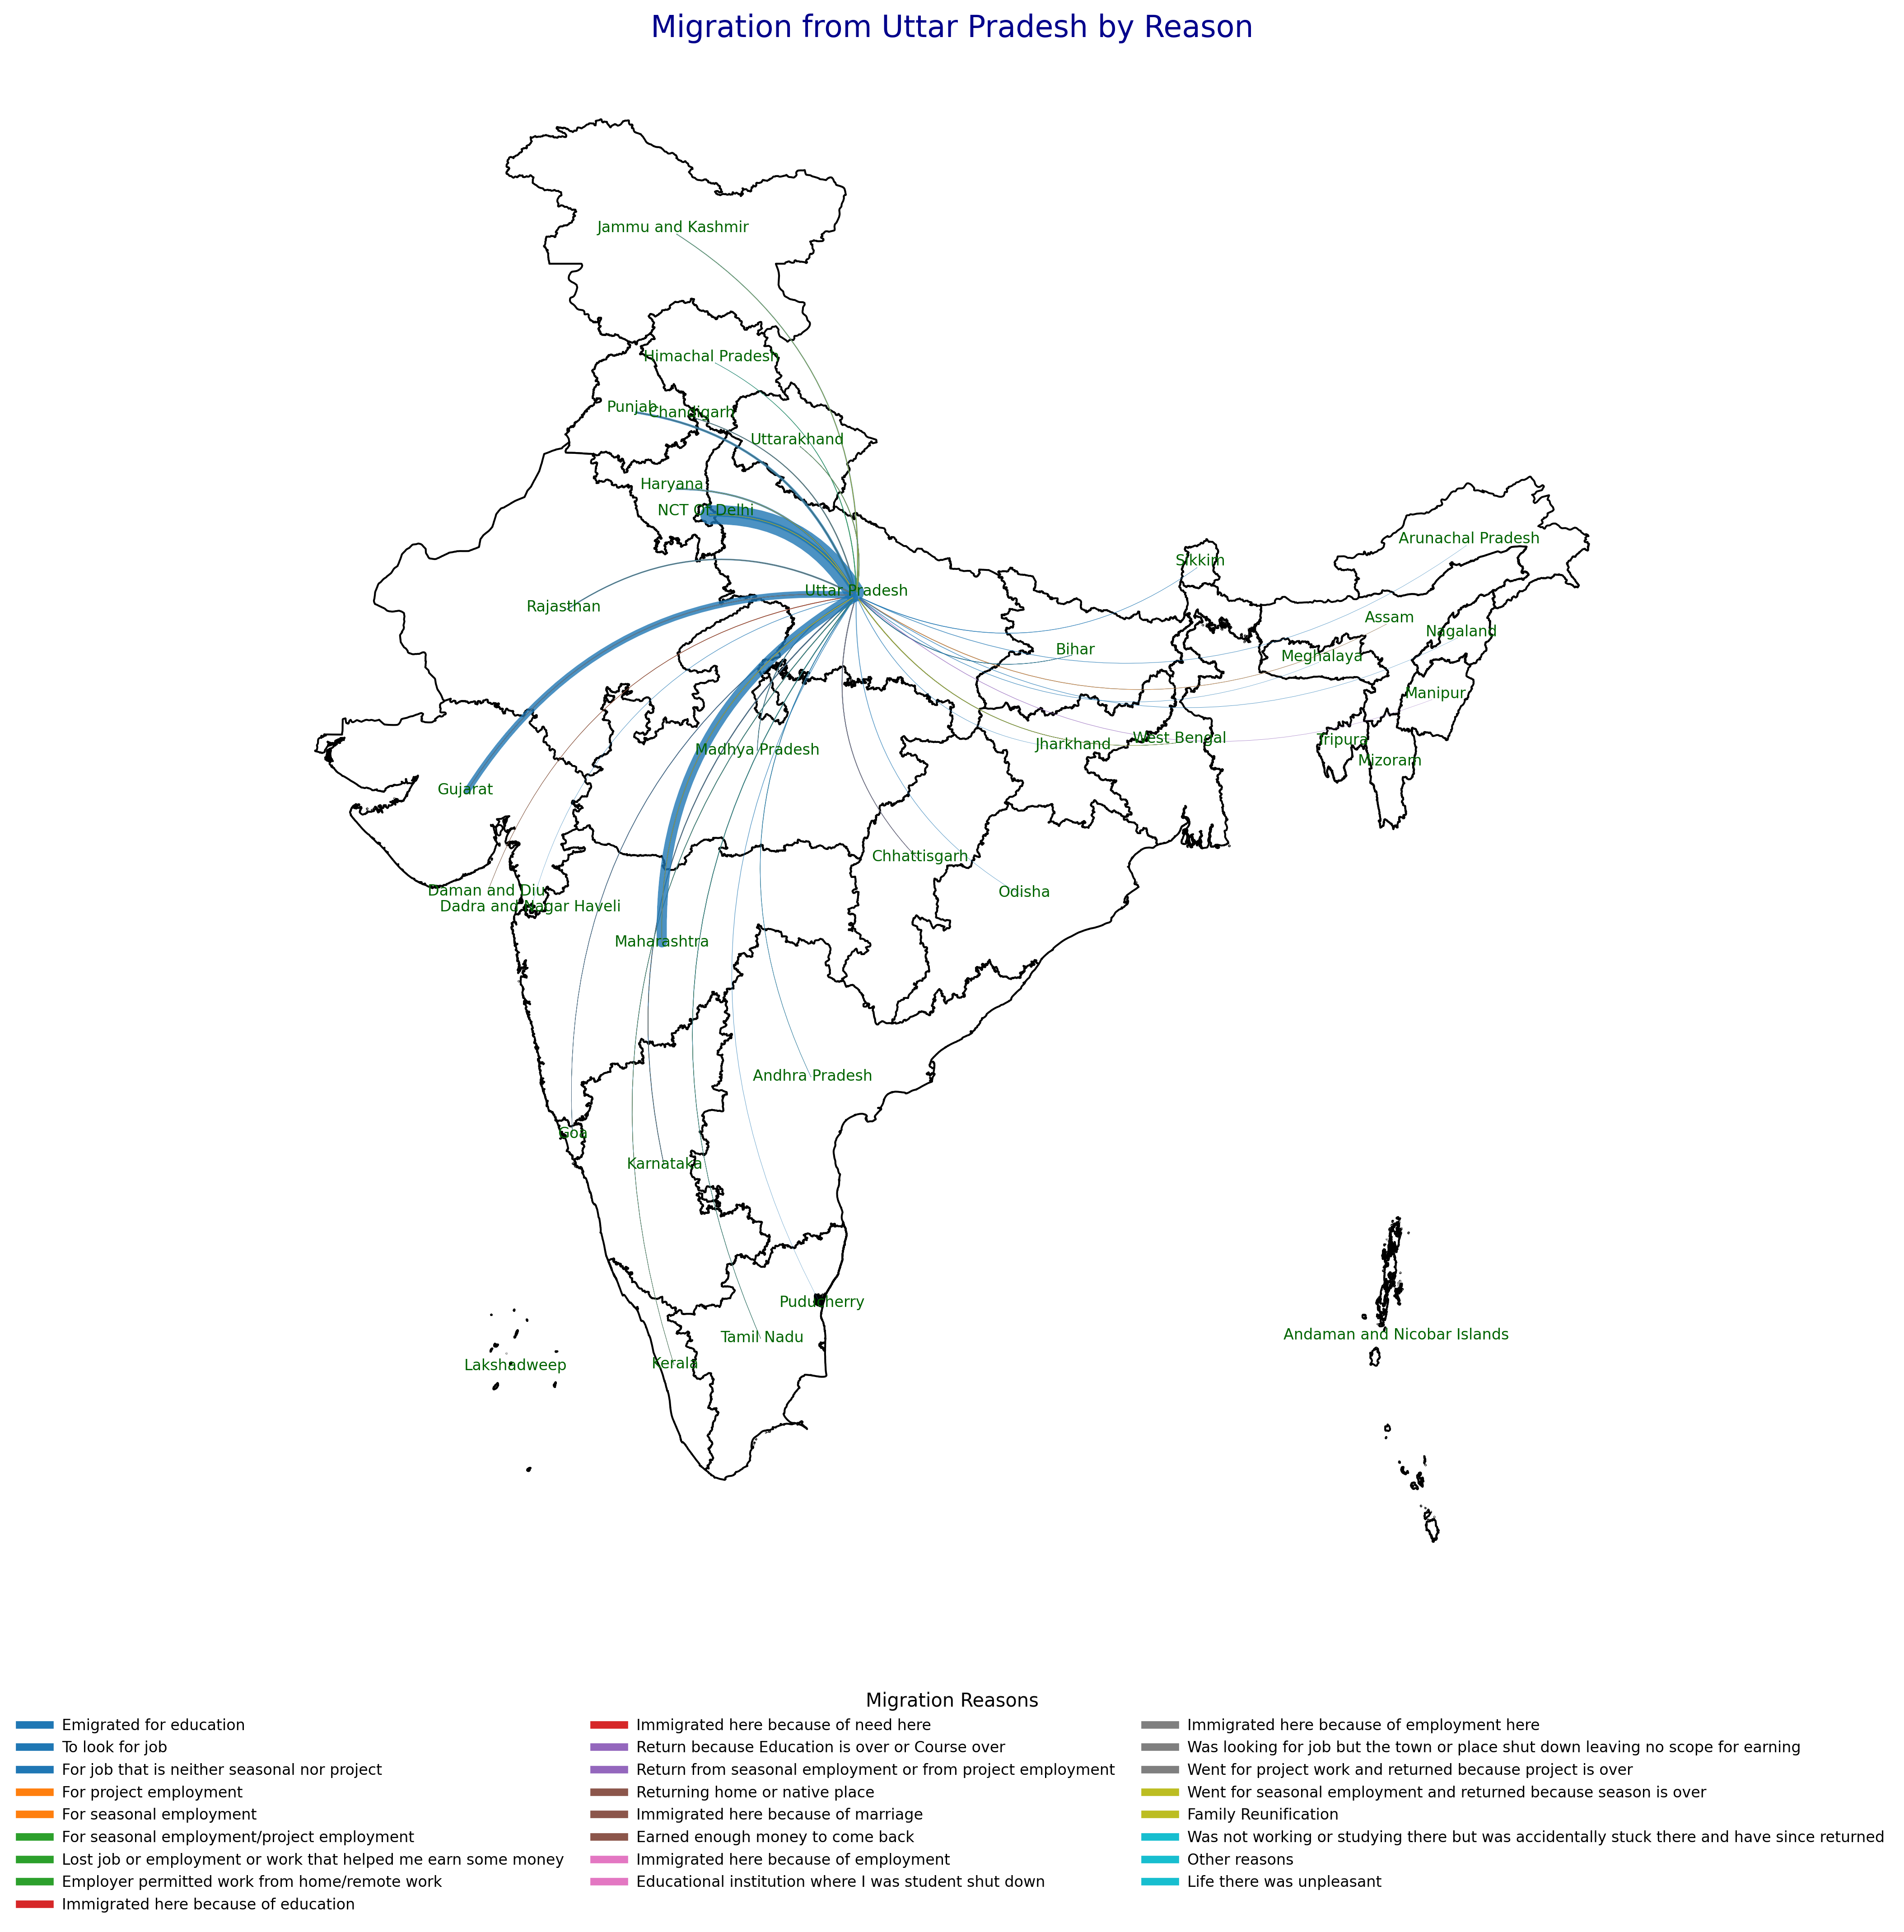 Migration from Uttar Pradesh by Reason
Jammu and Kashmir
Himachal Pradesh
Punjab
Chandigarh
Uttarakhand
Haryana
NCT Of Delhi
Arunachal Pradesh
Sikkim
Uttar Pradesh
Rajasthan
Assam
Nagaland
Bihar
Meghalaya
Manipur
West Bengal
Tripura
Jharkhand
Madhya Pradesh
Mizoram
Gujarat
Chhattisgarh
Daman and Diu
Odisha
Dadra and Nagar Haveli
Maharashtra
Andhra Pradesh
Goa
Karnataka
Puducherry
Andaman and Nicobar Islands
Tamil Nadu
Kerala
Lakshadweep
Migration Reasons
Emigrated for education
To look for job
For job that is neither seasonal nor project
For project employment
For seasonal employment
For seasonal employment/project employment
Lost job or employment or work that helped me earn some money
Employer permitted work from home/remote work
Immigrated here because of education
Immigrated here because of need here
Return because Education is over or Course over
Return from seasonal employment or from project employment
Returning home or native place
Immigrated here because of marriage
Earned enough money to come back
Immigrated here because of employment
Educational institution where I was student shut down
Immigrated here because of employment here
Was looking for job but the town or place shut down leaving no scope for earning
Went for project work and returned because project is over
Went for seasonal employment and returned because season is over
Family Reunification
Was not working or studying there but was accidentally stuck there and have since returned
Other reasons
Life there was unpleasant